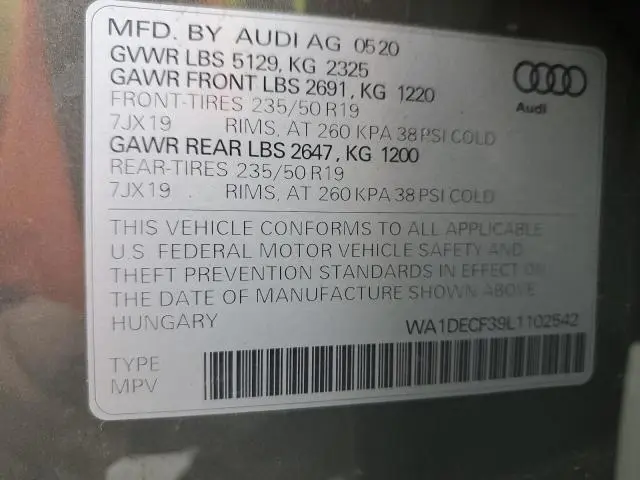 MFD. BY AUDI AG 0520
GVWR LBS 5129, KG 2325
GAWR FRONT LBS 2691, KG 1220
FRONT-TIRES 235/50 R19
7JX19 RIMS, AT 260 KPA 38 PSI COLD
GAWR REAR LBS 2647, KG 1200
REAR-TIRES 235/50 R19
7JX19 RIMS, AT 260 KPA 38 PSI COLD
Audi
THIS VEHICLE CONFORMS TO ALL APPLICABLE
U.S. FEDERAL MOTOR VEHICLE SAFETY AND
THEFT PREVENTION STANDARDS IN EFFECT ON
THE DATE OF MANUFACTURE SHOWN ABOVE
HUNGARY WA1DECF39L1102542
TYPE
MPV